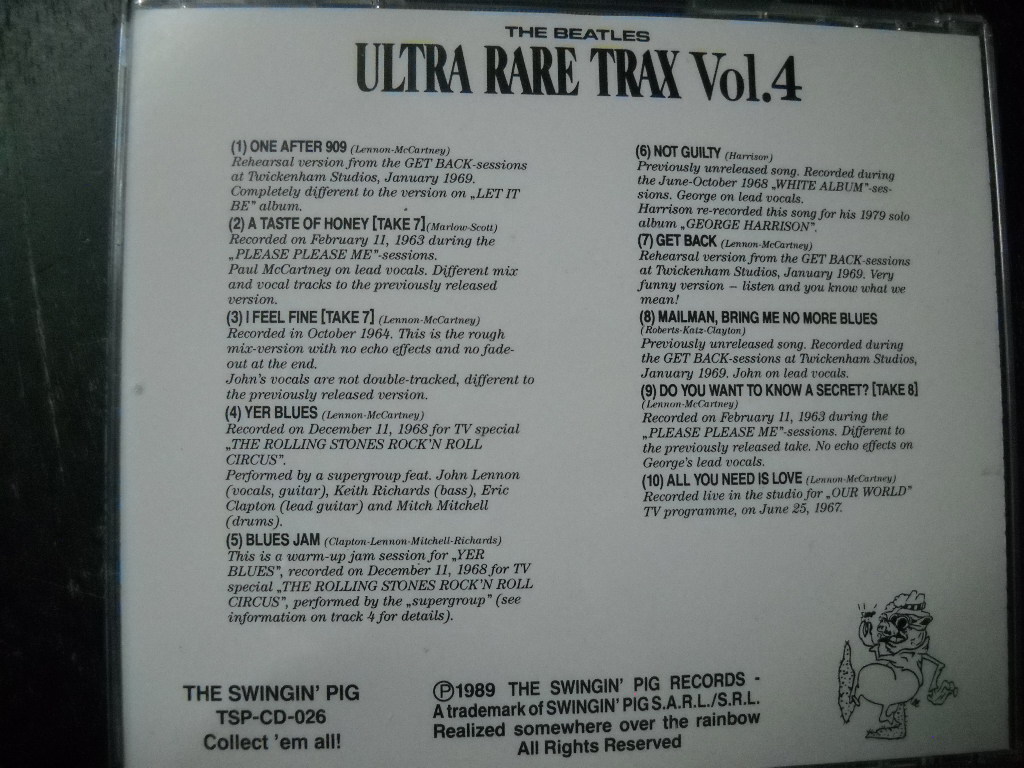 THE BEATLES
ULTRA RARE TRAX Vol.4
(1) ONE AFTER 909 (Lennon-McCartney)
Rehearsal version from the GET BACK-sessions
at Twickenham Studios, January 1969.
Completely different to the version on „LET IT
BE" album.
(2) A TASTE OF HONEY [TAKE 7] (Marlow-Scott)
Recorded on February 11, 1963 during the
„PLEASE PLEASE ME"-sessions.
Paul McCartney on lead vocals. Different mix
and vocal tracks to the previously released
version.
(3) I FEEL FINE [TAKE 7] (Lennon-McCartney)
Recorded in October 1964. This is the rough
mix-version with no echo effects and no fade-
out at the end.
John's vocals are not double-tracked, different to
the previously released version.
(4) YER BLUES (Lennon-McCartney)
Recorded on December 11, 1968 for TV special
„THE ROLLING STONES ROCK'N ROLL
CIRCUS".
Performed by a supergroup feat. John Lennon
(vocals, guitar), Keith Richards (bass), Eric
Clapton (lead guitar) and Mitch Mitchell
(drums).
(5) BLUES JAM (Clapton-Lennon-Mitchell-Richards)
This is a warm-up jam session for „YER
BLUES", recorded on December 11, 1968 for TV
special „THE ROLLING STONES ROCK'N ROLL
CIRCUS", performed by the „supergroup" (see
information on track 4 for details).
(6) NOT GUILTY (Harrison)
Previously unreleased song. Recorded during
the June-October 1968 „WHITE ALBUM"-ses-
sions. George on lead vocals.
Harrison re-recorded this song for his 1979 solo
album „GEORGE HARRISON".
(7) GET BACK (Lennon-McCartney)
Rehearsal version from the GET BACK-sessions
at Twickenham Studios, January 1969. Very
funny version – listen and you know what we
mean!
(8) MAILMAN, BRING ME NO MORE BLUES
(Roberts-Katz-Clayton)
Previously unreleased song. Recorded during
the GET BACK-sessions at Twickenham Studios,
January 1969. John on lead vocals.
(9) DO YOU WANT TO KNOW A SECRET? [TAKE 8]
(Lennon-McCartney)
Recorded on February 11, 1963 during the
„PLEASE PLEASE ME"-sessions. Different to
the previously released take. No echo effects on
George's lead vocals.
(10) ALL YOU NEED IS LOVE (Lennon-McCartney)
Recorded live in the studio for „OUR WORLD"
TV programme, on June 25, 1967.
THE SWINGIN' PIG
TSP-CD-026
Collect 'em all!
Ⓟ1989 THE SWINGIN' PIG RECORDS -
A trademark of SWINGIN' PIG S.A.R.L./S.R.L.
Realized somewhere over the rainbow
All Rights Reserved